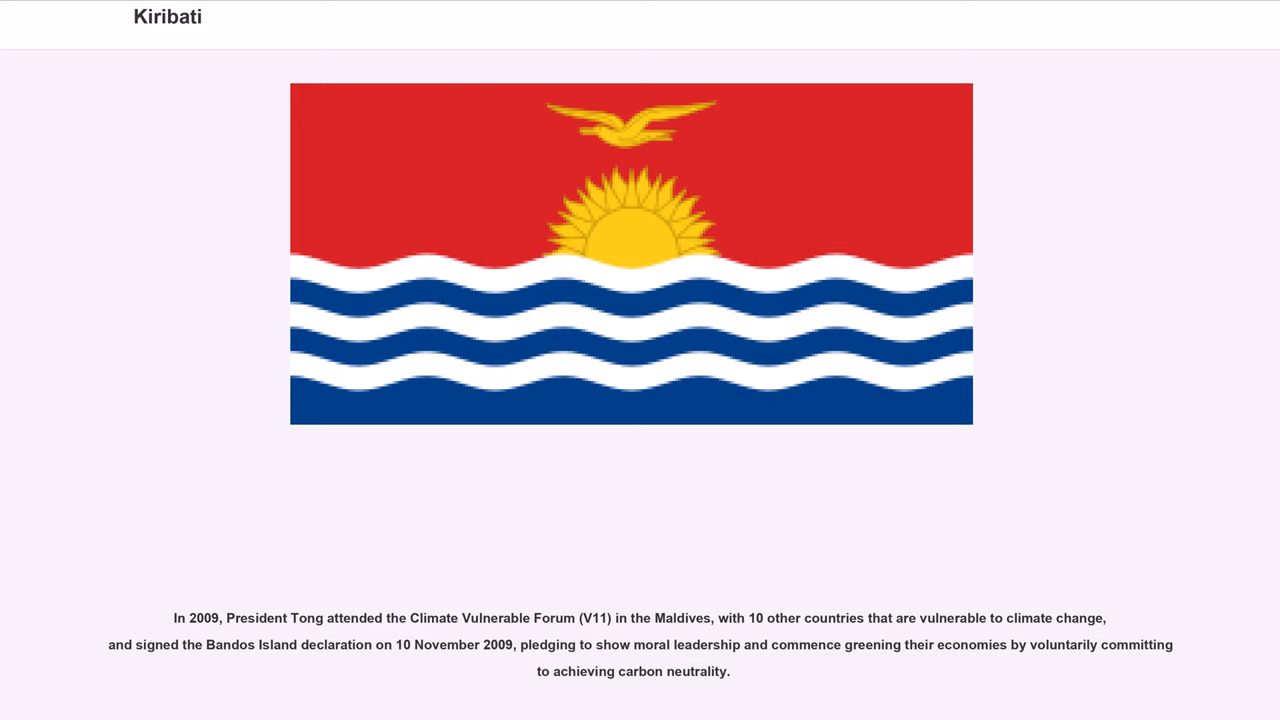 Kiribati
In 2009, President Tong attended the Climate Vulnerable Forum (V11) in the Maldives, with 10 other countries that are vulnerable to climate change,
and signed the Bandos Island declaration on 10 November 2009, pledging to show moral leadership and commence greening their economies by voluntarily committing
to achieving carbon neutrality.